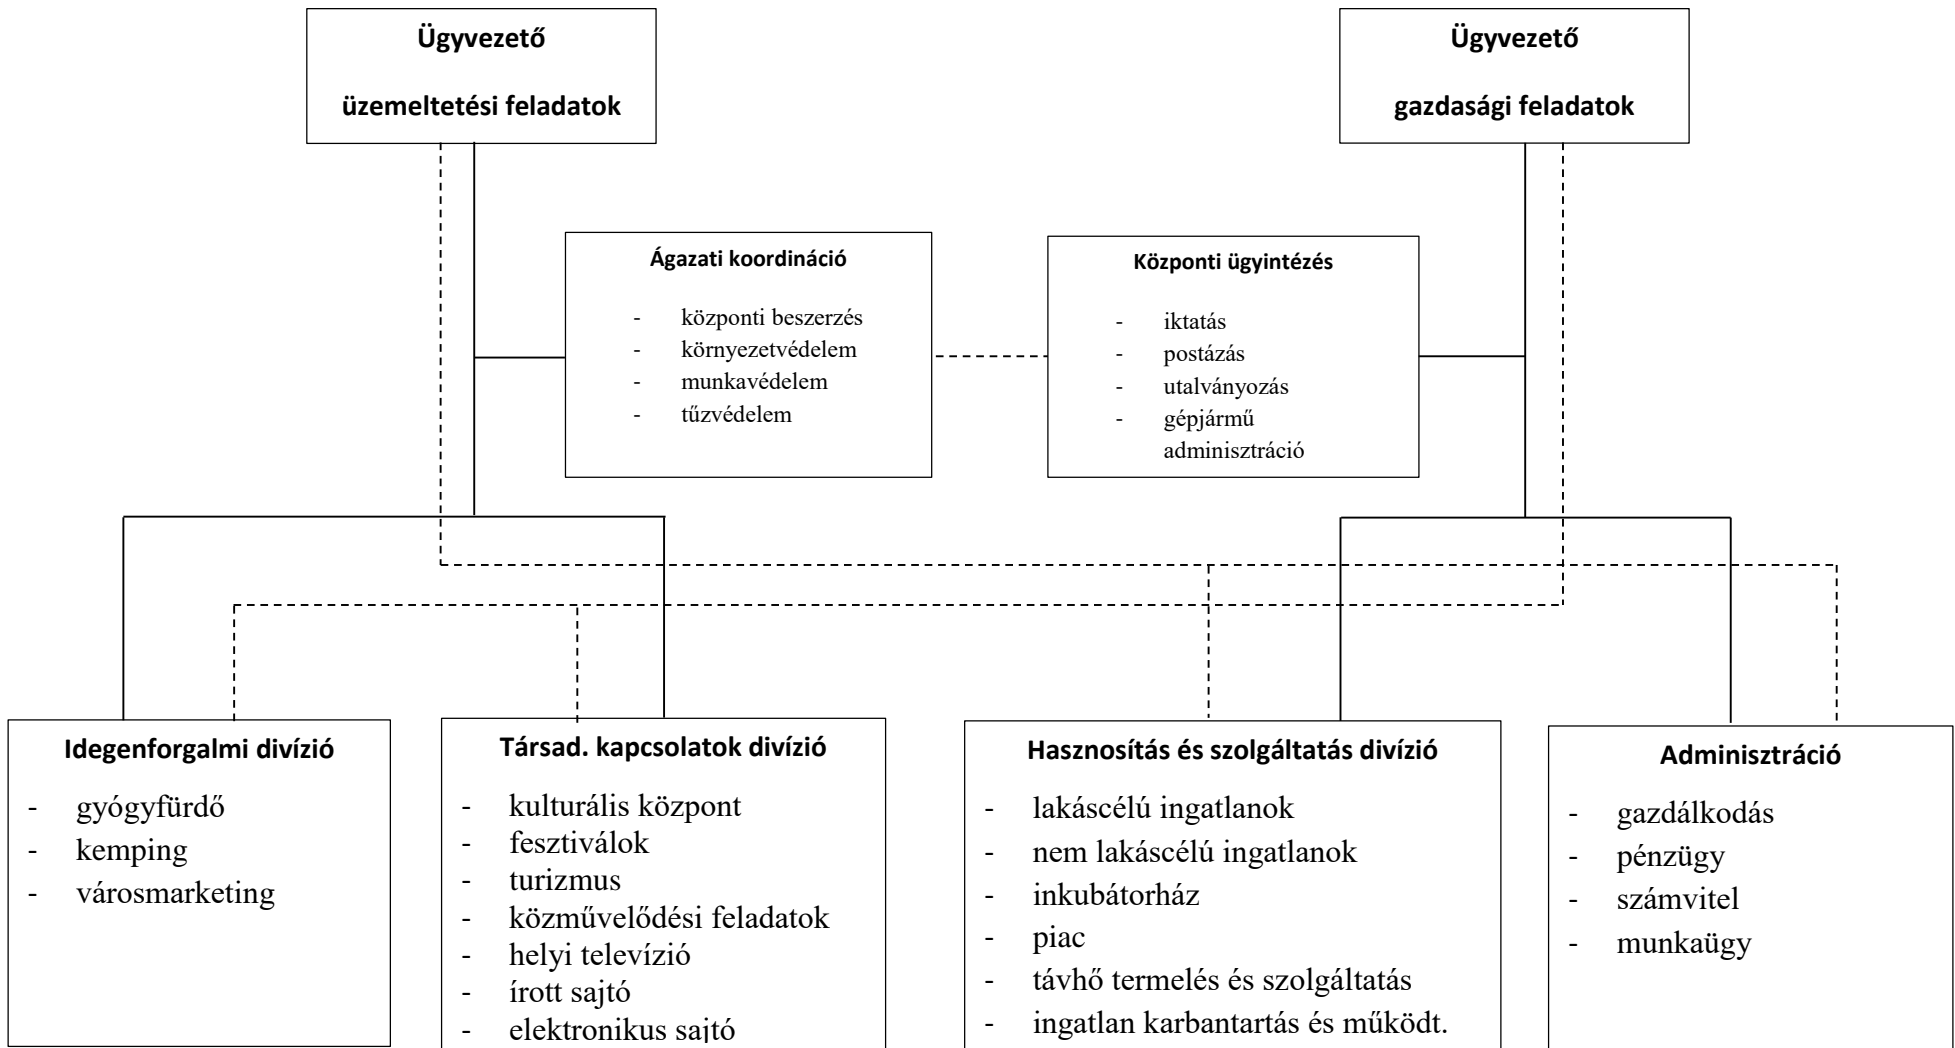 Ügyvezető
üzemeltetési feladatok
Ügyvezető
gazdasági feladatok
Ágazati koordináció
- központi beszerzés
- környezetvédelem
- munkavédelem
- tűzvédelem
Központi ügyintézés
- iktatás
- postázás
- utalványozás
- gépjármű
adminisztráció
Idegenforgalmi divízió
- gyógyfürdő
- kemping
- városmarketing
Társad. kapcsolatok divízió
- kulturális központ
- fesztiválok
- turizmus
- közművelődési feladatok
- helyi televízió
- írott sajtó
- elektronikus sajtó
Hasznosítás és szolgáltatás divízió
- lakáscélú ingatlanok
- nem lakáscélú ingatlanok
- inkubátorház
- piac
- távhő termelés és szolgáltatás
- ingatlan karbantartás és működt.
Adminisztráció
- gazdálkodás
- pénzügy
- számvitel
- munkaügy